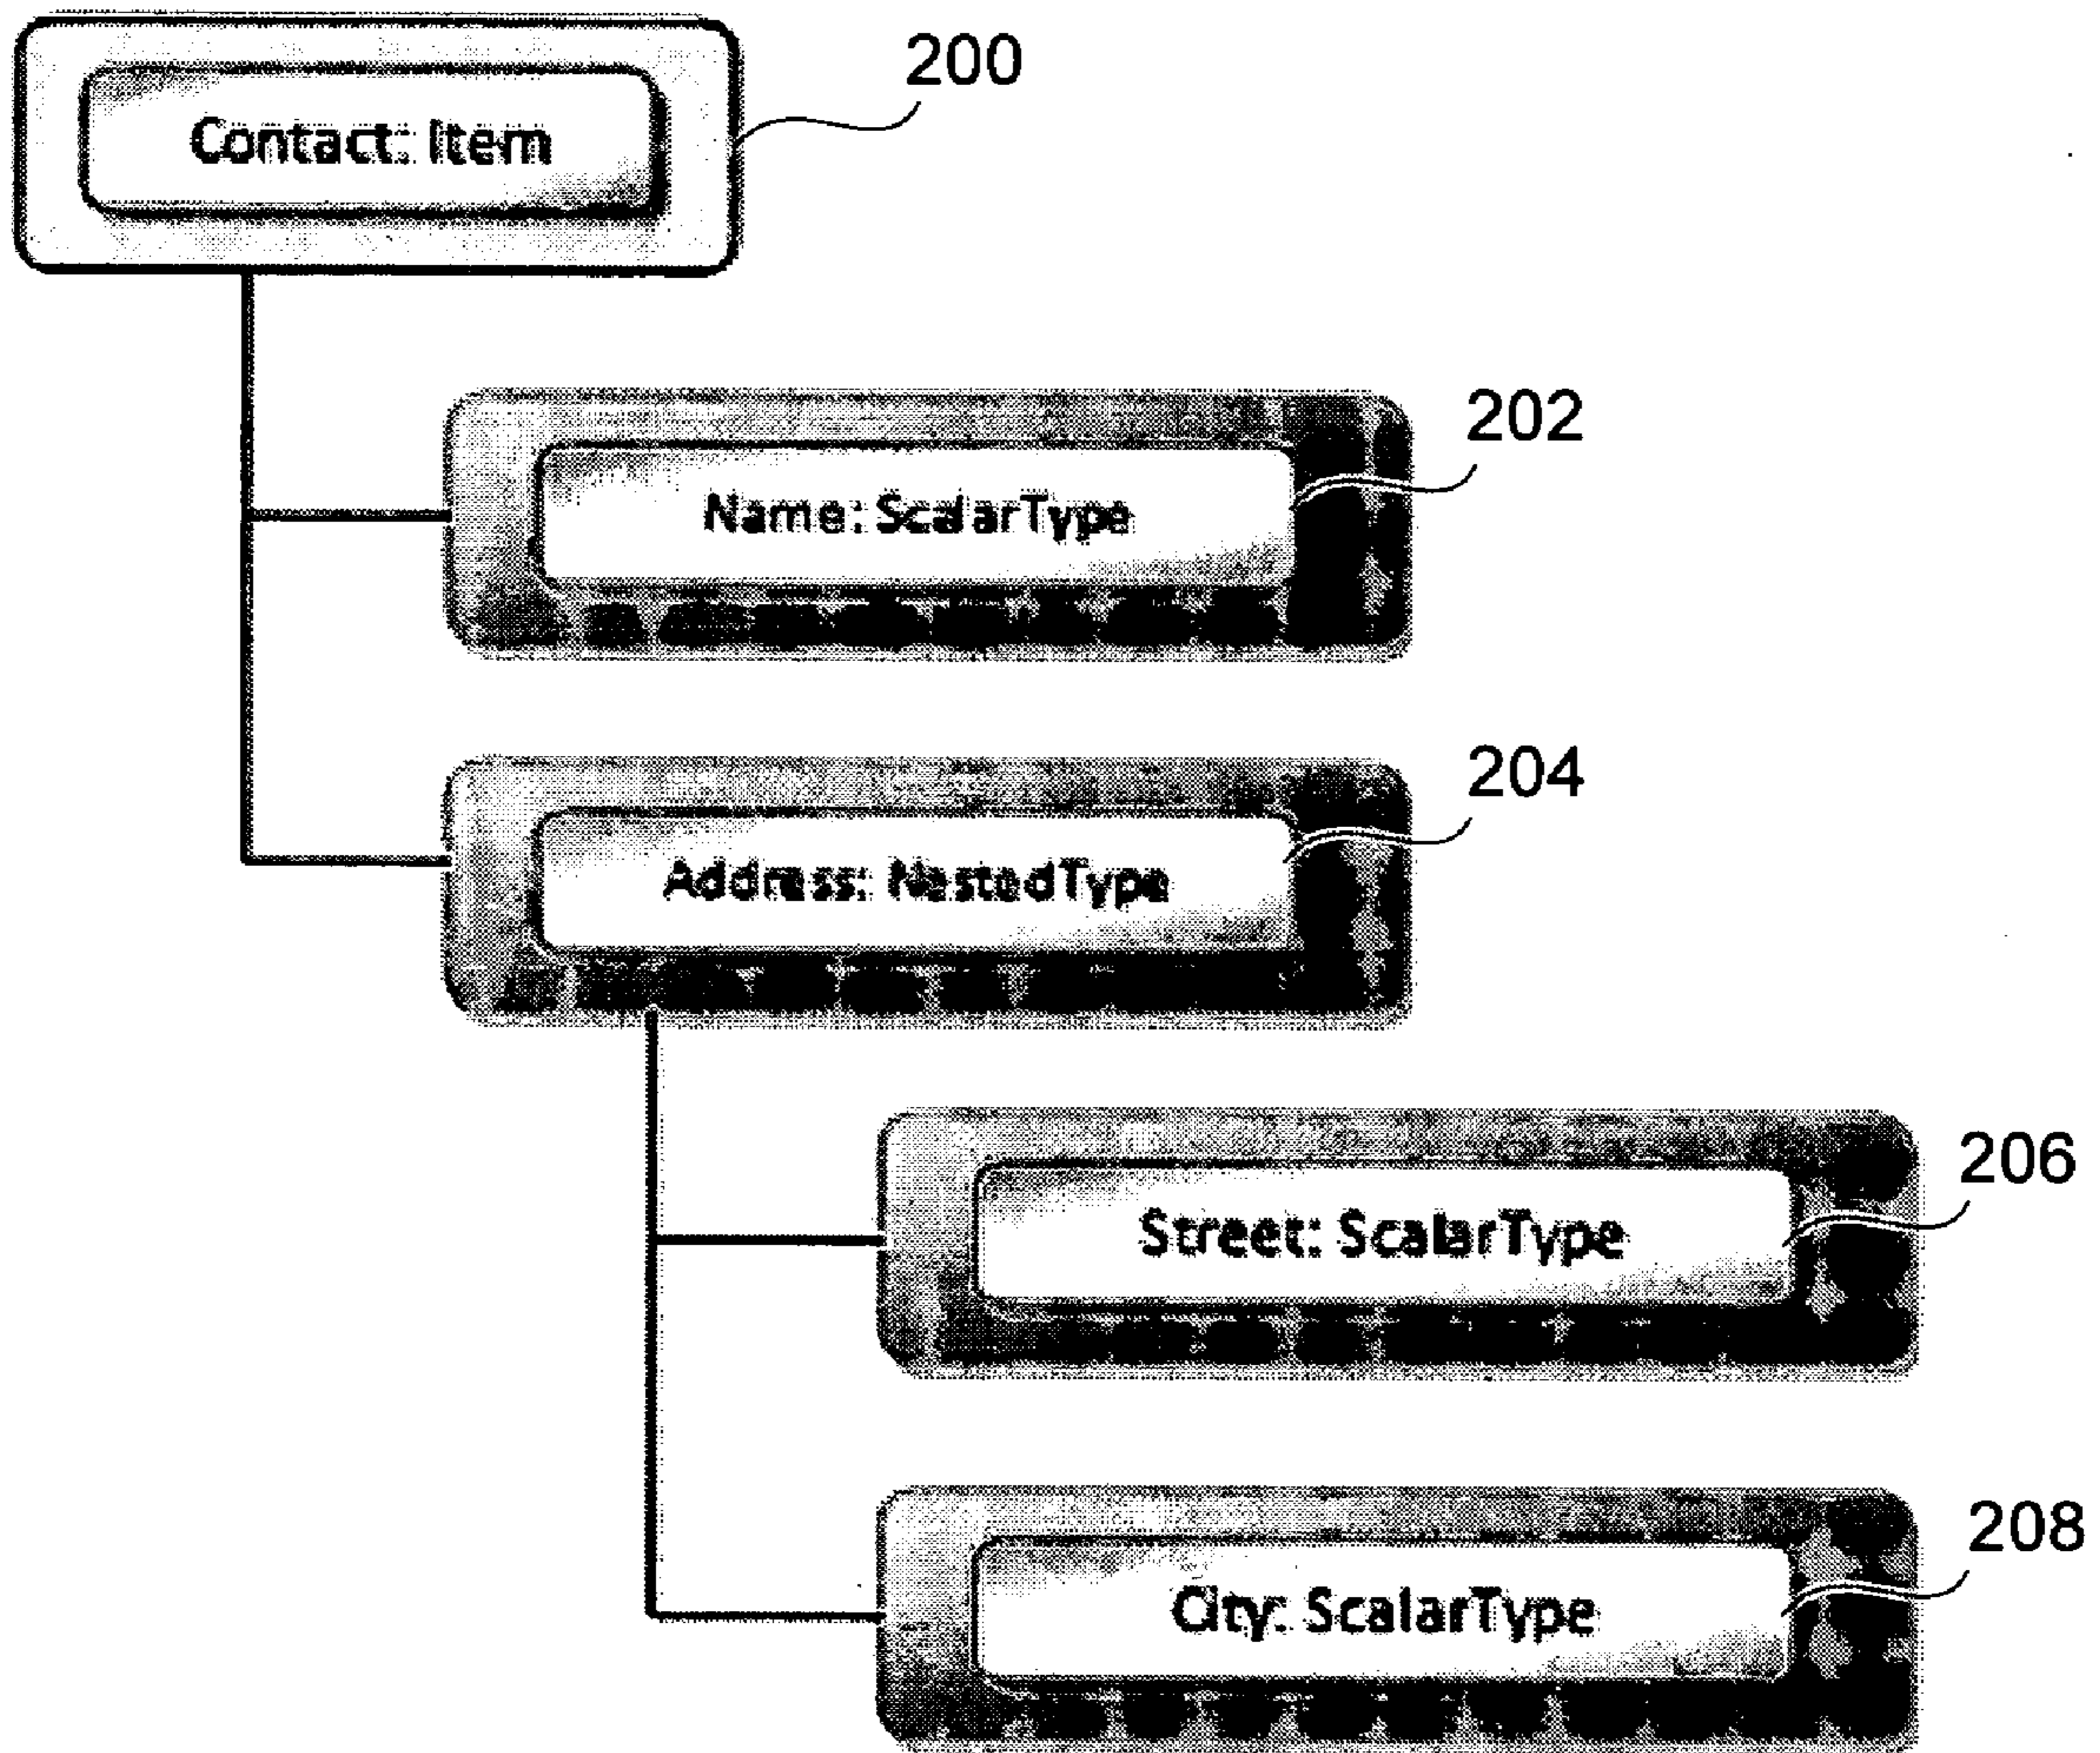 200
Contact: Item
202
Name: ScalarType
204
Address: NestedType
206
Street: ScalarType
208
City: ScalarType